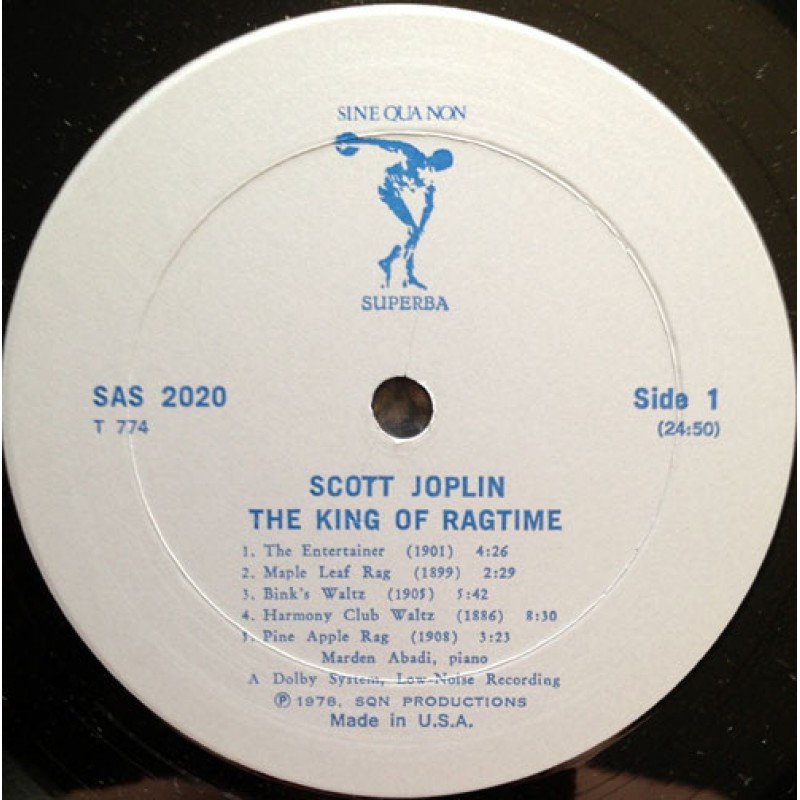 SINE QUA NON
SUPERBA
SAS 2020
T 774
Side 1
(24:50)
SCOTT JOPLIN
THE KING OF RAGTIME
1. The Entertainer (1901) 4:26
2. Maple Leaf Rag (1899) 2:29
3. Bink's Waltz (1905) 5:42
4. Harmony Club Waltz (1886) 8:30
5. Pine Apple Rag (1908) 3:23
Marden Abadi, piano
A Dolby System, Low-Noise Recording
Ⓟ 1978, SQN PRODUCTIONS
Made in U.S.A.